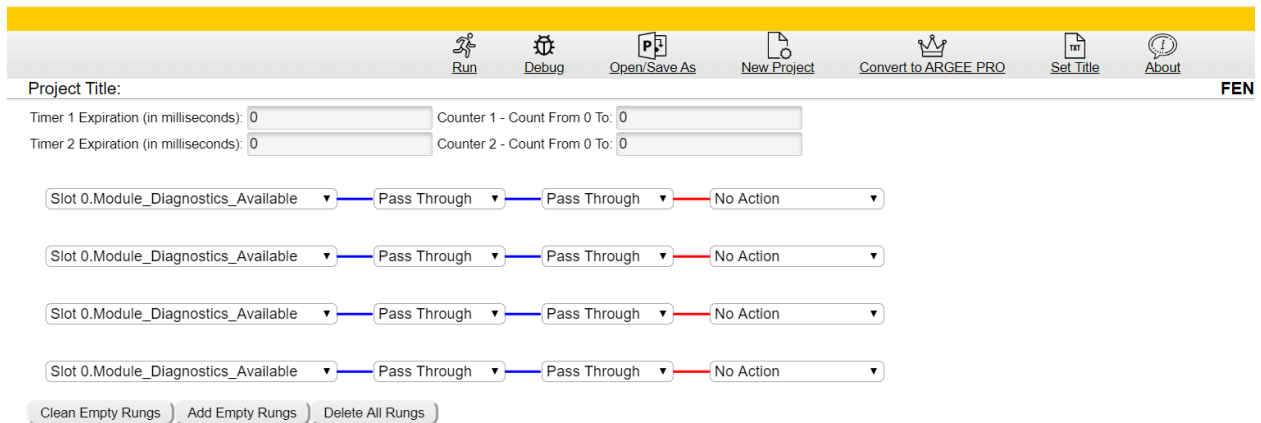 Run Debug Open/Save As New Project Convert to ARGEE PRO Set Title About
Project Title: FEN
Timer 1 Expiration (in milliseconds): 0 Counter 1 - Count From 0 To: 0
Timer 2 Expiration (in milliseconds): 0 Counter 2 - Count From 0 To: 0
Slot 0.Module_Diagnostics_Available Pass Through Pass Through No Action
Slot 0.Module_Diagnostics_Available Pass Through Pass Through No Action
Slot 0.Module_Diagnostics_Available Pass Through Pass Through No Action
Slot 0.Module_Diagnostics_Available Pass Through Pass Through No Action
Clean Empty Rungs Add Empty Rungs Delete All Rungs